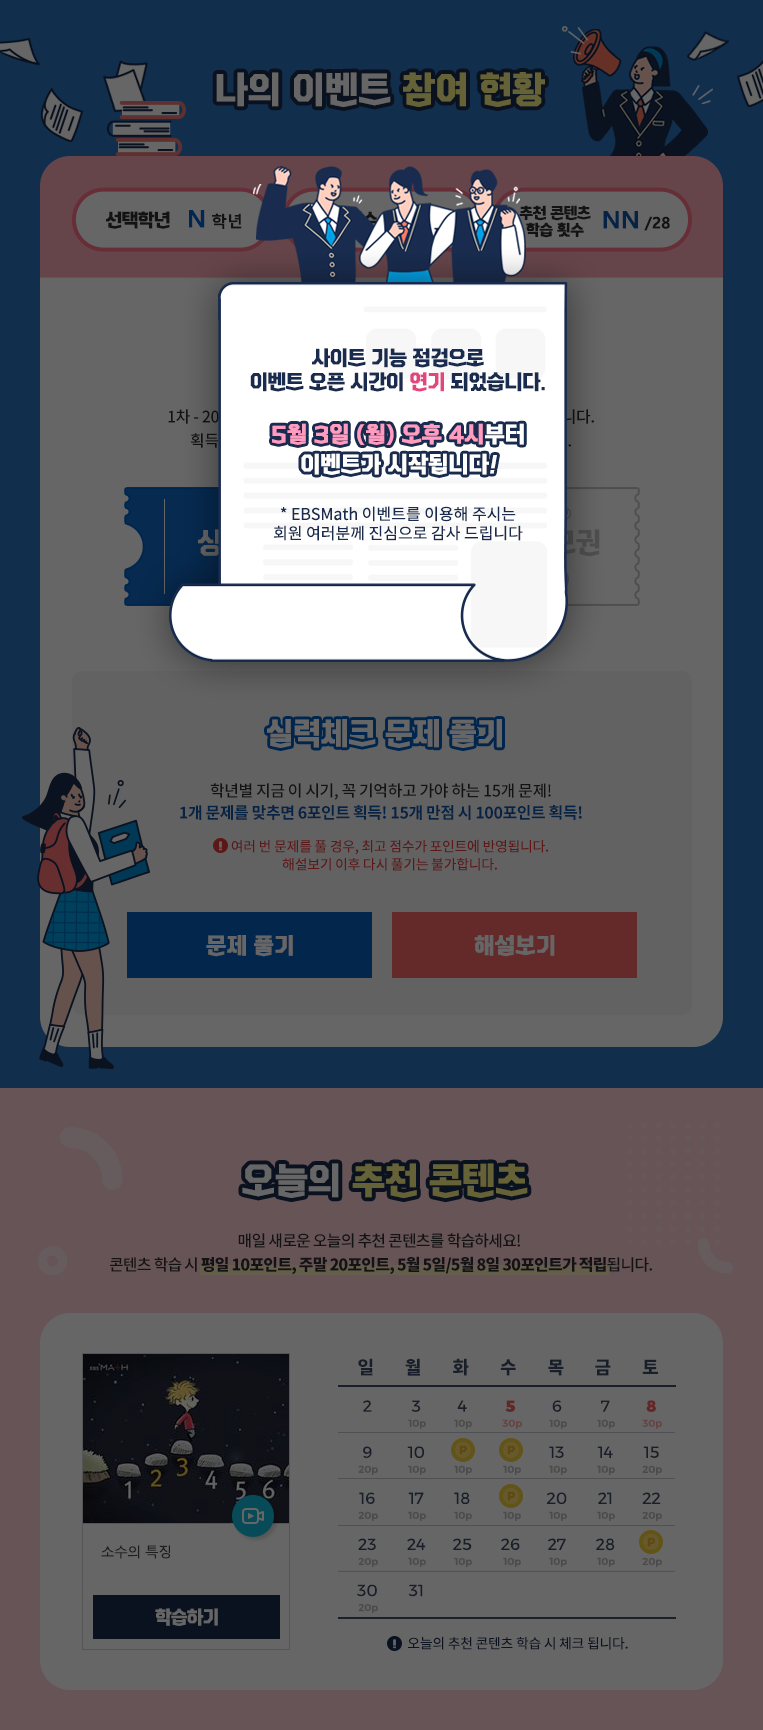 나의 이벤트 참여 현황
선택학년 N 학년
추천 콘텐츠
학습 횟수 NN /28
사이트 기능 점검으로
이벤트 오픈 시간이 연기 되었습니다.
1차 - 20
니다.
획득
5월 3일 (월) 오후 4시부터
이벤트가 시작됩니다!
* EBSMath 이벤트를 이용해 주시는
회원 여러분께 진심으로 감사 드립니다
실력체크 문제 풀기
학년별 지금 이 시기, 꼭 기억하고 가야 하는 15개 문제!
1개 문제를 맞추면 6포인트 획득! 15개 만점 시 100포인트 획득!
여러 번 문제를 풀 경우, 최고 점수가 포인트에 반영됩니다.
해설보기 이후 다시 풀기는 불가합니다.
문제 풀기 해설보기
오늘의 추천 콘텐츠
매일 새로운 오늘의 추천 콘텐츠를 학습하세요!
콘텐츠 학습 시 평일 10포인트, 주말 20포인트, 5월 5일/5월 8일 30포인트가 적립됩니다.
EBS MATH
1 2 3 4 5 6
소수의 특징
학습하기
일 월 화 수 목 금 토
2 3 4 5 6 7 8
10p 10p 30p 10p 10p 30p
9 10 P P 13 14 15
20p 10p 10p 10p 10p 10p 20p
16 17 18 P 20 21 22
20p 10p 10p 10p 10p 10p 20p
23 24 25 26 27 28 P
20p 10p 10p 10p 10p 10p 20p
30 31
20p
오늘의 추천 콘텐츠 학습 시 체크 됩니다.